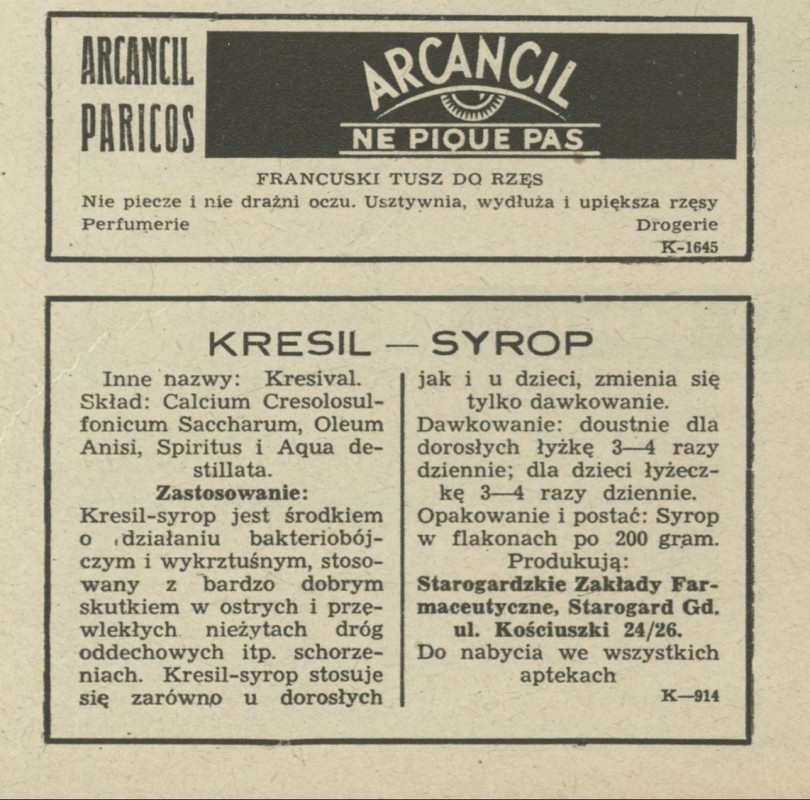 ARCANCIL
PARICOS
ARCANCIL
NE PIQUE PAS
FRANCUSKI TUSZ DO RZĘS
Nie piecze i nie drażni oczu. Usztywnia, wydłuża i upiększa rzęsy
Perfumerie Drogerie
K-1645
KRESIL — SYROP
Inne nazwy: Kresival.
Skład: Calcium Cresolosul-
fonicum Saccharum, Oleum
Anisi, Spiritus i Aqua de-
stillata.
Zastosowanie:
Kresil-syrop jest środkiem
o działaniu bakteriobój-
czym i wykrztuśnym, stoso-
wany z bardzo dobrym
skutkiem w ostrych i prze-
wlekłych nieżytach dróg
oddechowych itp. schorze-
niach. Kresil-syrop stosuje
się zarówno u dorosłych
jak i u dzieci, zmienia się
tylko dawkowanie.
Dawkowanie: doustnie dla
dorosłych łyżkę 3—4 razy
dziennie; dla dzieci łyżecz-
kę 3—4 razy dziennie.
Opakowanie i postać: Syrop
w flakonach po 200 gram.
Produkują:
Starogardzkie Zakłady Far-
maceutyczne, Starogard Gd.
ul. Kościuszki 24/26.
Do nabycia we wszystkich
aptekach
K—914